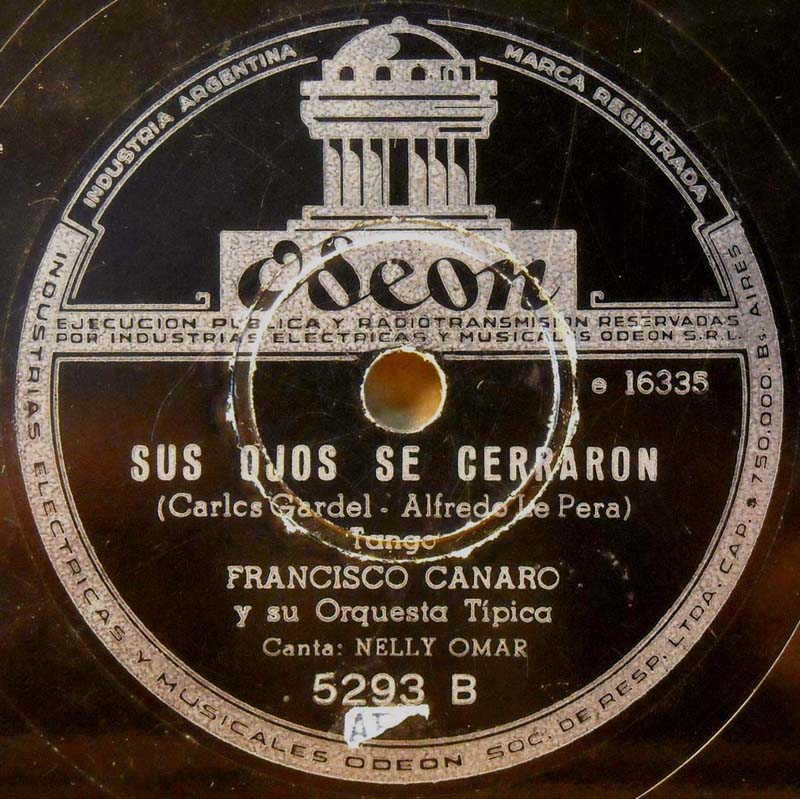 INDUSTRIA ARGENTINA
MARCA REGISTRADA
Odeon
EJECUCION PUBLICA Y RADIOTRANSMISION RESERVADAS
POR INDUSTRIAS ELECTRICAS Y MUSICALES ODEON S.R.L.
e 16335
SUS OJOS SE CERRARON
(Carlos Gardel - Alfredo Le Pera)
Tango
FRANCISCO CANARO
y su Orquesta Típica
Canta: NELLY OMAR
5293 B
INDUSTRIAS ELECTRICAS Y MUSICALES ODEÓN SOC. DE RESP. LTDA. CAP. $ 750.000. Bs. AIRES